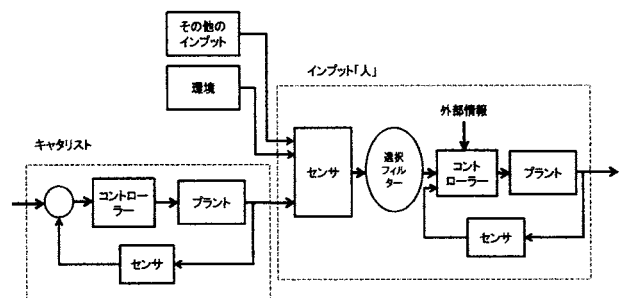 その他の
インプット
環境
インプット「人」
外部情報
キャタリスト
センサ
選択
フィル
ター
コント
ローラー
プラント
コントロー
ラー
プラント
センサ
センサ